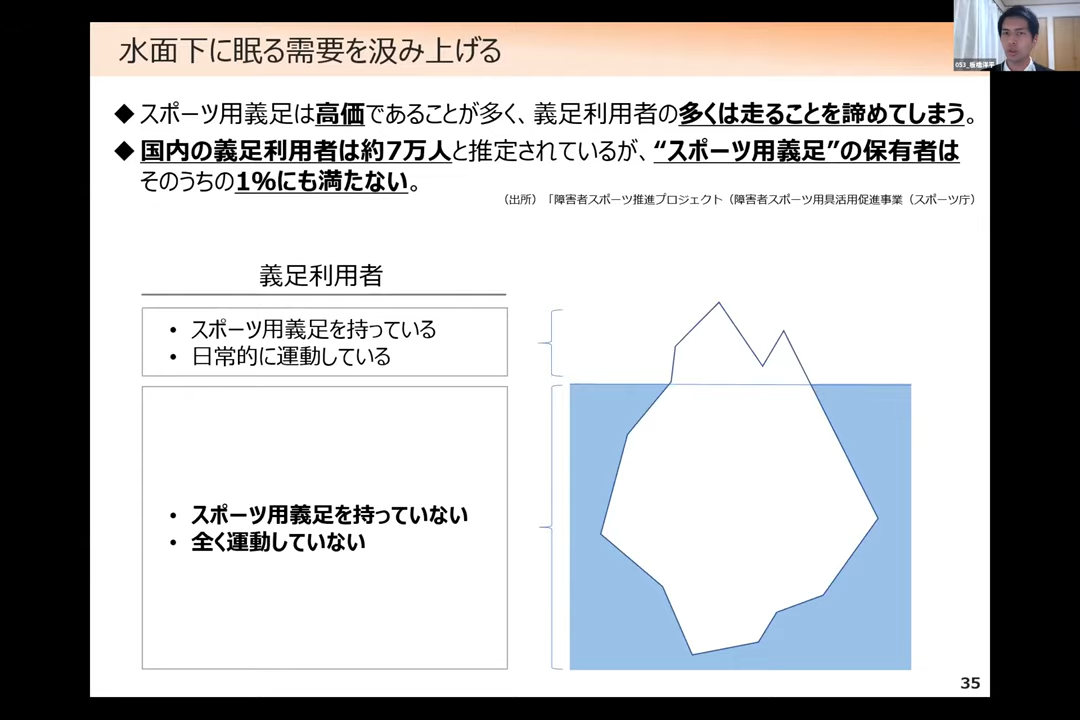 水面下に眠る需要を汲み上げる
◆スポーツ用義足は高価であることが多く、義足利用者の多くは走ることを諦めてしまう。
◆国内の義足利用者は約7万人と推定されているが、“スポーツ用義足”の保有者は
そのうちの1%にも満たない。
（出所）「障害者スポーツ推進プロジェクト（障害者スポーツ用具活用促進事業（スポーツ庁）
義足利用者
• スポーツ用義足を持っている
• 日常的に運動している
• スポーツ用義足を持っていない
• 全く運動していない
35